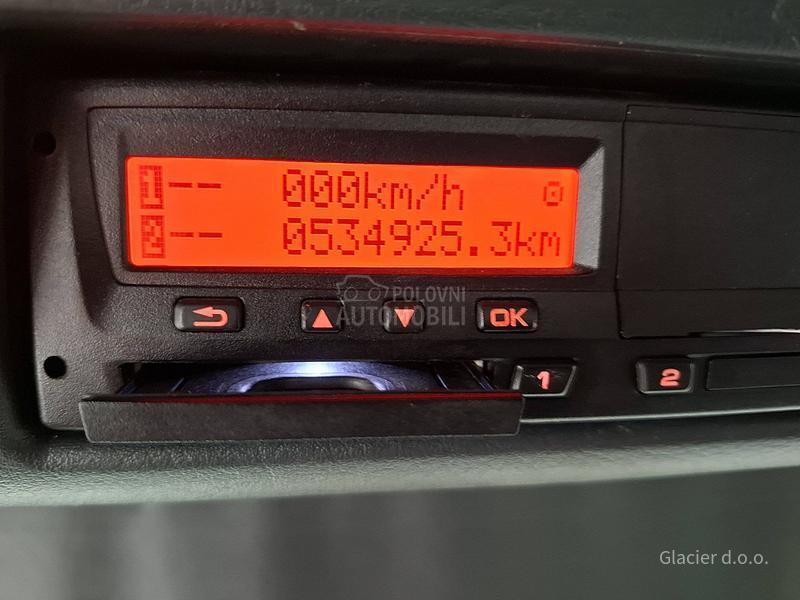 1 -- 000km/h
2 -- 0534925.3km
POLOVNI
AUTOMOBILI
OK
1
2
Glacier d.o.o.